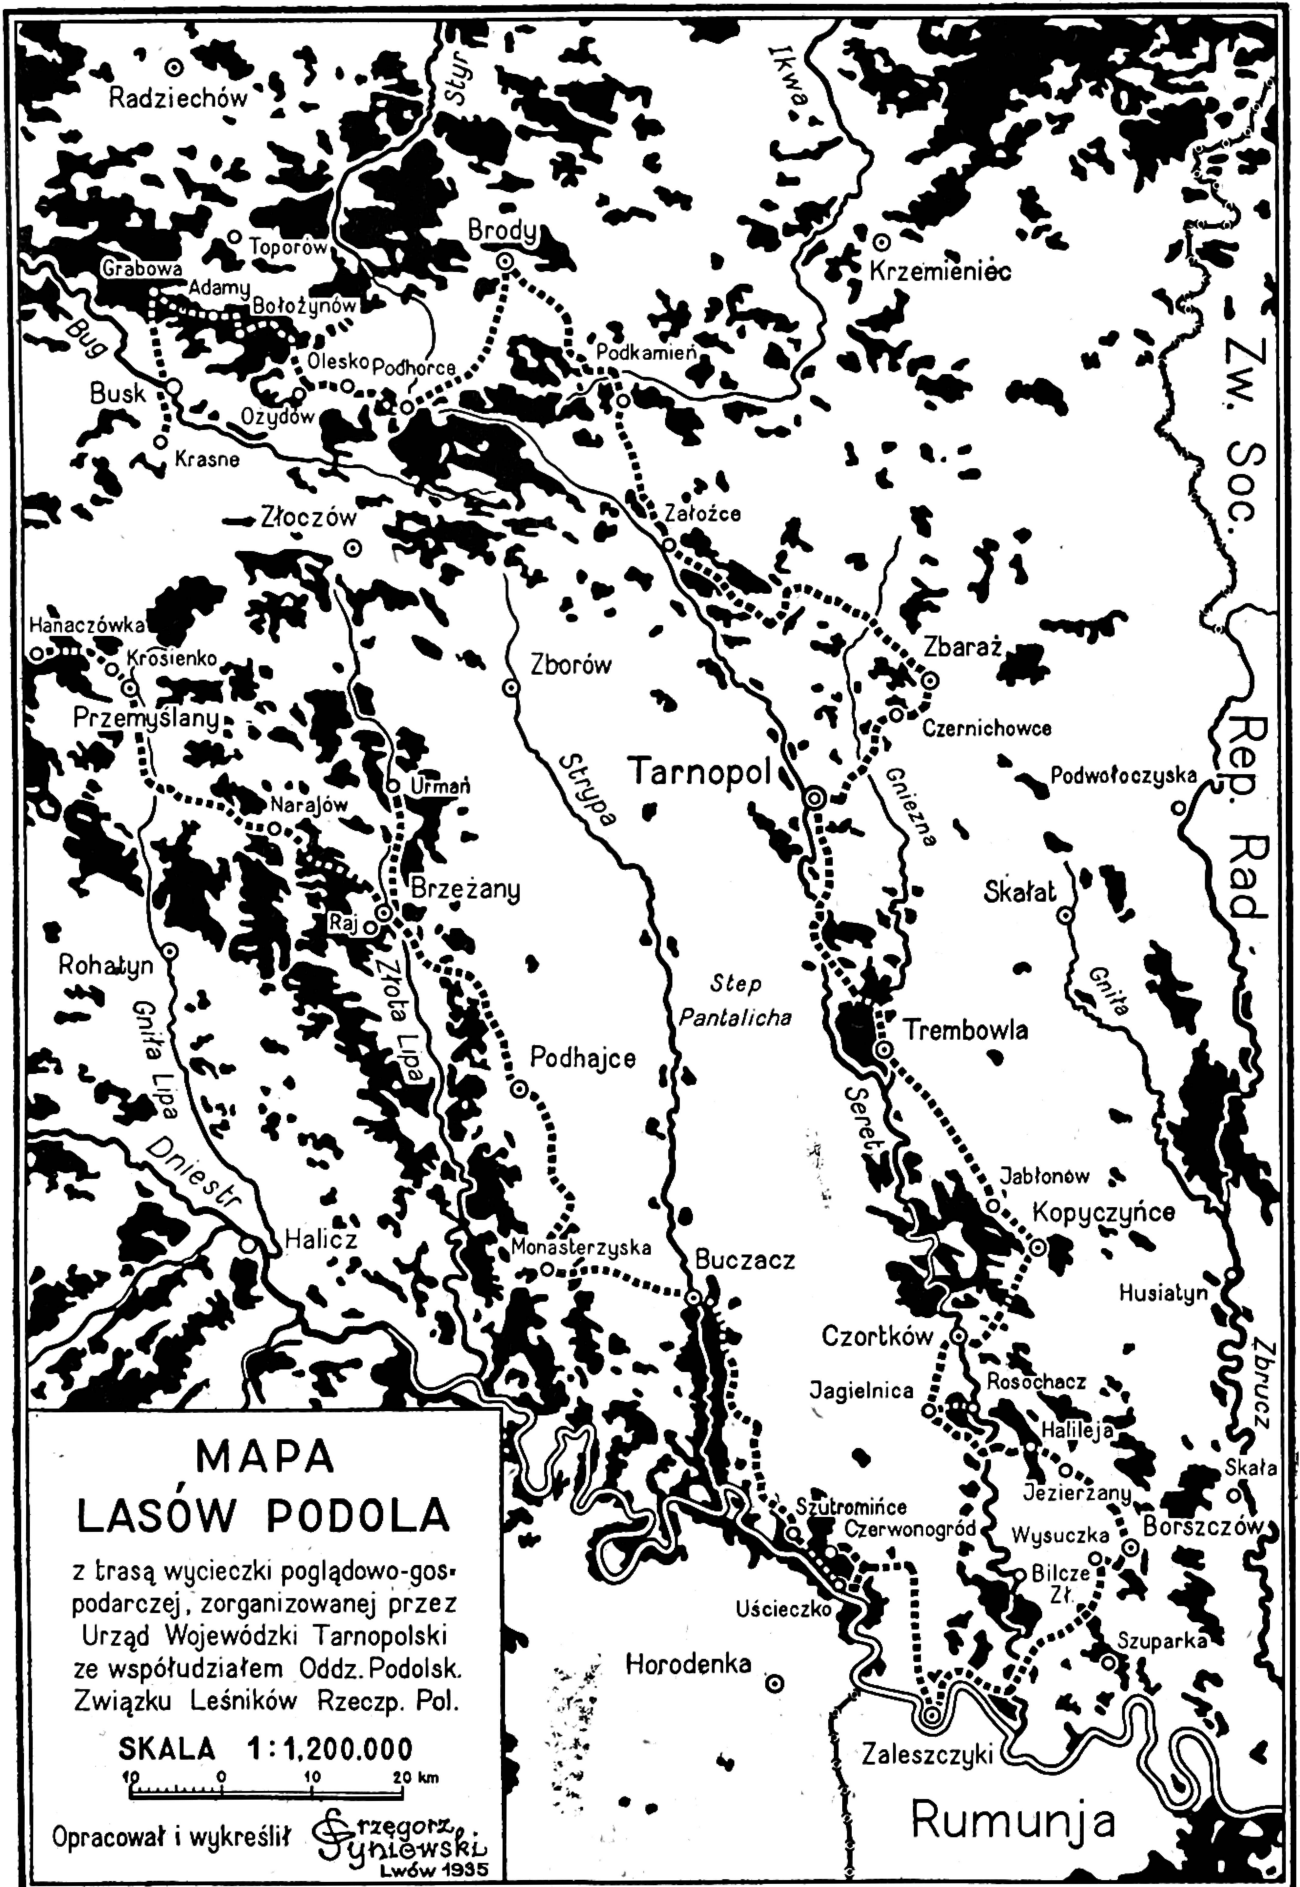 Radziechów
Styr
Ikwa
Toporów
Brody
Krzemieniec
Grabowa
Adamy
Bołożynów
Bug
Olesko
Podhorce
Podkamień
Busk
Ożydów
Krasne
Zw. Soc.
Rep. Rad
Złoczów
Załoźce
Hanaczówka
Krosienko
Przemyślany
Zborów
Zbaraż
Czernichowce
Tarnopol
Urmań
Strypa
Gniezna
Podwołoczyska
Narajów
Brzeżany
Raj
Skałat
Rohatyn
Złota Lipa
Gniła Lipa
Step
Pantalicha
Gniła
Trembowla
Podhajce
Seret
Dniestr
Jabłonów
Kopyczyńce
Halicz
Monasterzyska
Buczacz
Husiatyn
Czortków
Zbrucz
Jagielnica
Rosochacz
Halileja
Skała
Jezierzany
Szutromińce
Czerwonogród
Wysuczka
Borszczów
Bilcze
Zł.
Uścieczko
Szuparka
Horodenka
Zaleszczyki
Rumunja
MAPA
LASÓW PODOLA
z trasą wycieczki poglądowo-gos-
podarczej, zorganizowanej przez
Urząd Wojewódzki Tarnopolski
ze współudziałem Oddz. Podolsk.
Związku Leśników Rzeczp. Pol.
SKALA 1:1,200.000
10 0 10 20 km
Opracował i wykreślił Grzęgorz
Gyniewski
Lwów 1935